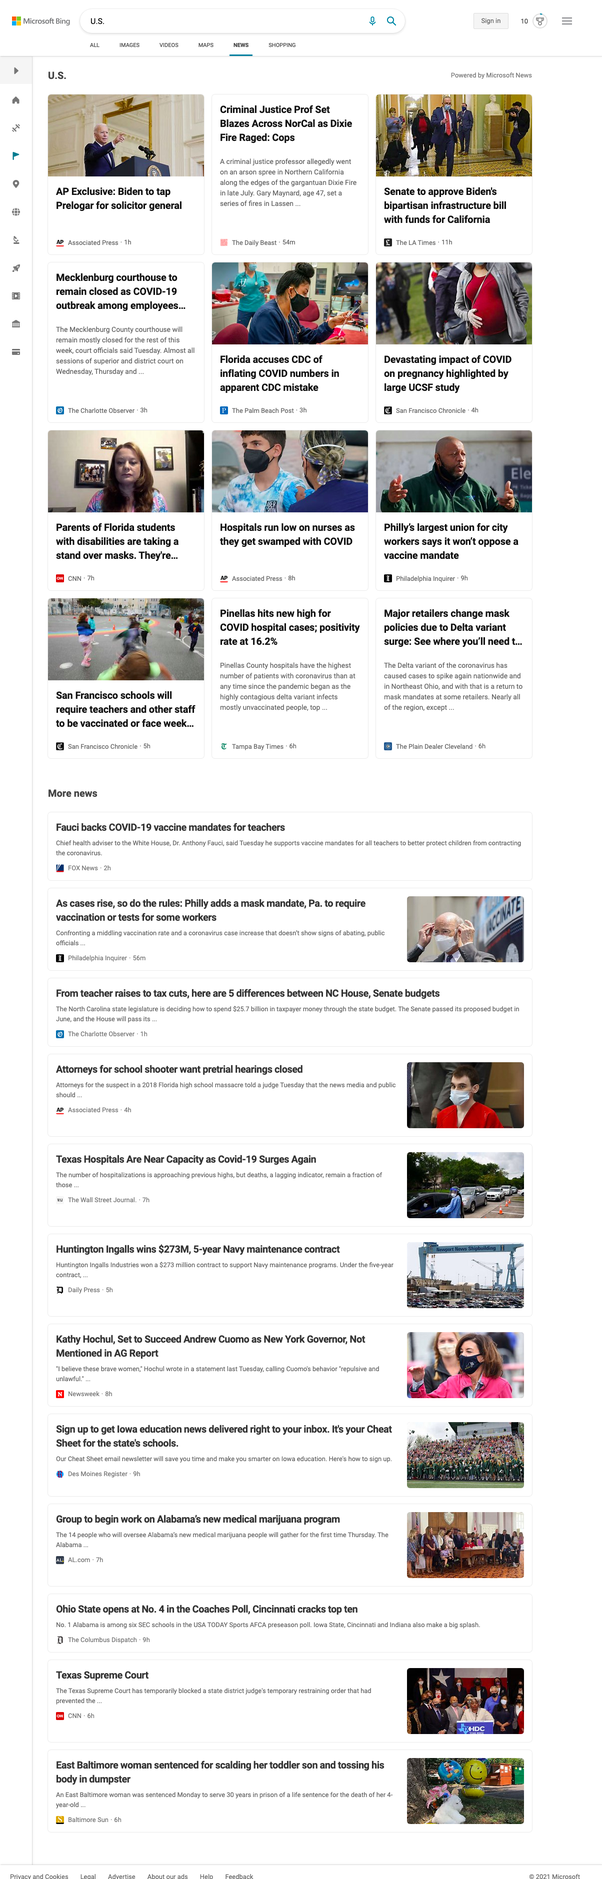 Microsoft Bing
U.S.
Sign in
10
ALL
IMAGES
VIDEOS
MAPS
NEWS
SHOPPING
U.S.
Powered by Microsoft News
AP Exclusive: Biden to tap
Prelogar for solicitor general
AP Associated Press · 1h
Criminal Justice Prof Set
Blazes Across NorCal as Dixie
Fire Raged: Cops
A criminal justice professor allegedly went
on an arson spree in Northern California
along the edges of the gargantuan Dixie Fire
in late July. Gary Maynard, age 47, set a
series of fires in Lassen ...
The Daily Beast · 54m
Senate to approve Biden's
bipartisan infrastructure bill
with funds for California
The LA Times · 11h
Mecklenburg courthouse to
remain closed as COVID-19
outbreak among employees...
The Mecklenburg County courthouse will
remain mostly closed for the rest of this
week, court officials said Tuesday. Almost all
sessions of superior and district court on
Wednesday, Thursday and ...
The Charlotte Observer · 3h
Florida accuses CDC of
inflating COVID numbers in
apparent CDC mistake
The Palm Beach Post · 3h
Devastating impact of COVID
on pregnancy highlighted by
large UCSF study
San Francisco Chronicle · 4h
Parents of Florida students
with disabilities are taking a
stand over masks. They're...
CNN · 7h
Hospitals run low on nurses as
they get swamped with COVID
AP Associated Press · 8h
Ele
Philly's largest union for city
workers says it won't oppose a
vaccine mandate
Philadelphia Inquirer · 9h
San Francisco schools will
require teachers and other staff
to be vaccinated or face week...
San Francisco Chronicle · 5h
Pinellas hits new high for
COVID hospital cases; positivity
rate at 16.2%
Pinellas County hospitals have the highest
number of patients with coronavirus than at
any time since the pandemic began as the
highly contagious delta variant infects
mostly unvaccinated people, top ...
Tampa Bay Times · 6h
Major retailers change mask
policies due to Delta variant
surge: See where you'll need t...
The Delta variant of the coronavirus has
caused cases to spike again nationwide and
in Northeast Ohio, and with that is a return to
mask mandates at some retailers. Nearly all
of the region, except ...
The Plain Dealer Cleveland · 6h
More news
Fauci backs COVID-19 vaccine mandates for teachers
Chief health adviser to the White House, Dr. Anthony Fauci, said Tuesday he supports vaccine mandates for all teachers to better protect children from contracting
the coronavirus.
FOX News · 2h
As cases rise, so do the rules: Philly adds a mask mandate, Pa. to require
vaccination or tests for some workers
Confronting a middling vaccination rate and a coronavirus case increase that doesn't show signs of abating, public
officials ...
Philadelphia Inquirer · 56m
VACCINATE
From teacher raises to tax cuts, here are 5 differences between NC House, Senate budgets
The North Carolina state legislature is deciding how to spend $25.7 billion in taxpayer money through the state budget. The Senate passed its proposed budget in
June, and the House will pass its ...
The Charlotte Observer · 1h
Attorneys for school shooter want pretrial hearings closed
Attorneys for the suspect in a 2018 Florida high school massacre told a judge Tuesday that the news media and public
should ...
AP Associated Press · 4h
Texas Hospitals Are Near Capacity as Covid-19 Surges Again
The number of hospitalizations is approaching previous highs, but deaths, a lagging indicator, remain a fraction of
those ...
The Wall Street Journal. · 7h
Huntington Ingalls wins $273M, 5-year Navy maintenance contract
Huntington Ingalls Industries won a $273 million contract to support Navy maintenance programs. Under the five-year
contract, ...
Daily Press · 5h
Newport News Shipbuilding
Kathy Hochul, Set to Succeed Andrew Cuomo as New York Governor, Not
Mentioned in AG Report
"I believe these brave women," Hochul wrote in a statement last Tuesday, calling Cuomo's behavior "repulsive and
unlawful." ...
Newsweek · 8h
Sign up to get Iowa education news delivered right to your inbox. It's your Cheat
Sheet for the state's schools.
Our Cheat Sheet email newsletter will save you time and make you smarter on Iowa education. Here's how to sign up.
Des Moines Register · 9h
Group to begin work on Alabama's new medical marijuana program
The 14 people who will oversee Alabama's new medical marijuana people will gather for the first time Thursday. The
Alabama ...
AL.com · 7h
Ohio State opens at No. 4 in the Coaches Poll, Cincinnati cracks top ten
No. 1 Alabama is among six SEC schools in the USA TODAY Sports AFCA preseason poll. Iowa State, Cincinnati and Indiana also make a big splash.
The Columbus Dispatch · 9h
Texas Supreme Court
The Texas Supreme Court has temporarily blocked a state district judge's temporary restraining order that had
prevented the ...
CNN · 6h
HDC
East Baltimore woman sentenced for scalding her toddler son and tossing his
body in dumpster
An East Baltimore woman was sentenced Monday to serve 30 years in prison of a life sentence for the death of her 4-
year-old ...
Baltimore Sun · 6h
Privacy and Cookies
Legal
Advertise
About our ads
Help
Feedback
© 2021 Microsoft